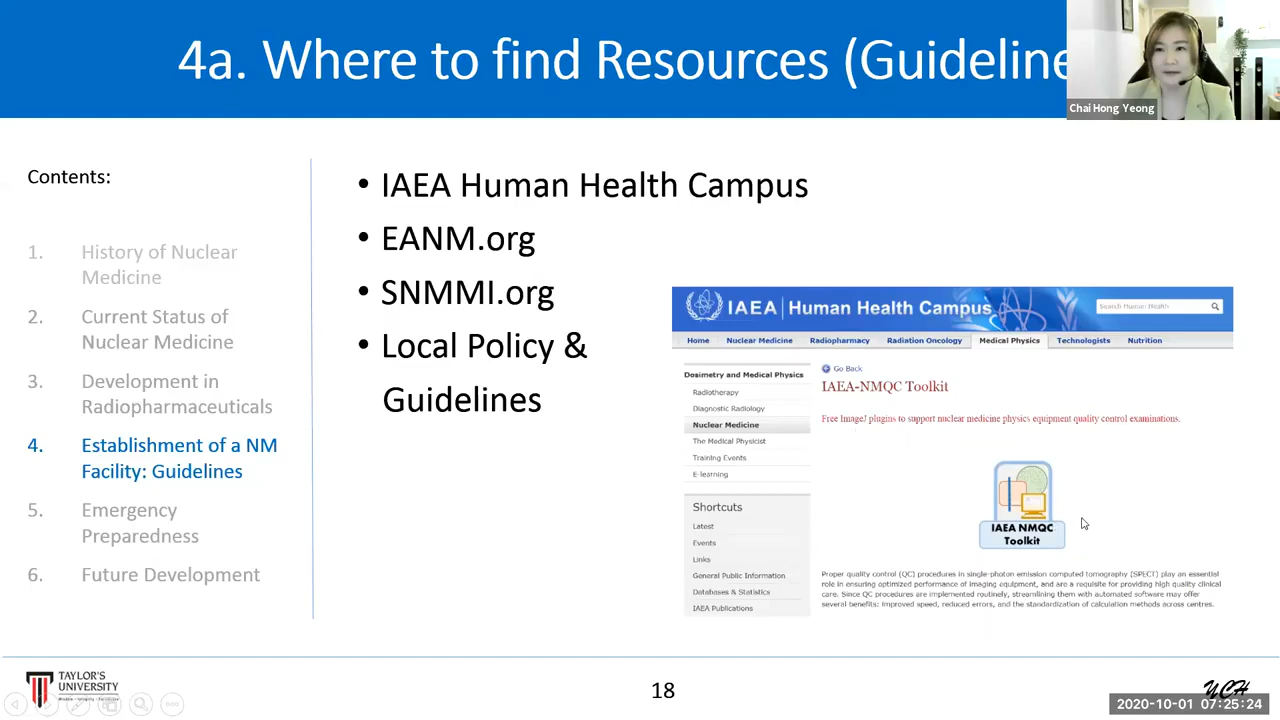 4a. Where to find Resources (Guideline
Chai Hong Yeong
Contents:
1. History of Nuclear
Medicine
2. Current Status of
Nuclear Medicine
3. Development in
Radiopharmaceuticals
4. Establishment of a NM
Facility: Guidelines
5. Emergency
Preparedness
6. Future Development
• IAEA Human Health Campus
• EANM.org
• SNMMI.org
• Local Policy &
Guidelines
IAEA | Human Health Campus
Search Human Health
Home Nuclear Medicine Radiopharmacy Radiation Oncology Medical Physics Technologists Nutrition
Dosimetry and Medical Physics
Radiotherapy
Diagnostic Radiology
Nuclear Medicine
The Medical Physicist
Training Events
E-learning
Shortcuts
Latest
Events
Links
General Public Information
Databases & Statistics
IAEA Publications
Go Back
IAEA-NMQC Toolkit
Free ImageJ plugins to support nuclear medicine physics equipment quality control examinations.
IAEA NMQC
Toolkit
Proper quality control (QC) procedures in single-photon emission computed tomography (SPECT) play an essential
role in ensuring optimized performance of imaging equipment, and are a requisite for providing high quality clinical
care. Since QC procedures are implemented routinely, streamlining them with automated software may offer
several benefits: improved speed, reduced errors, and the standardization of calculation methods across centres.
TAYLOR'S
UNIVERSITY
18
YCH
2020-10-01 07:25:24